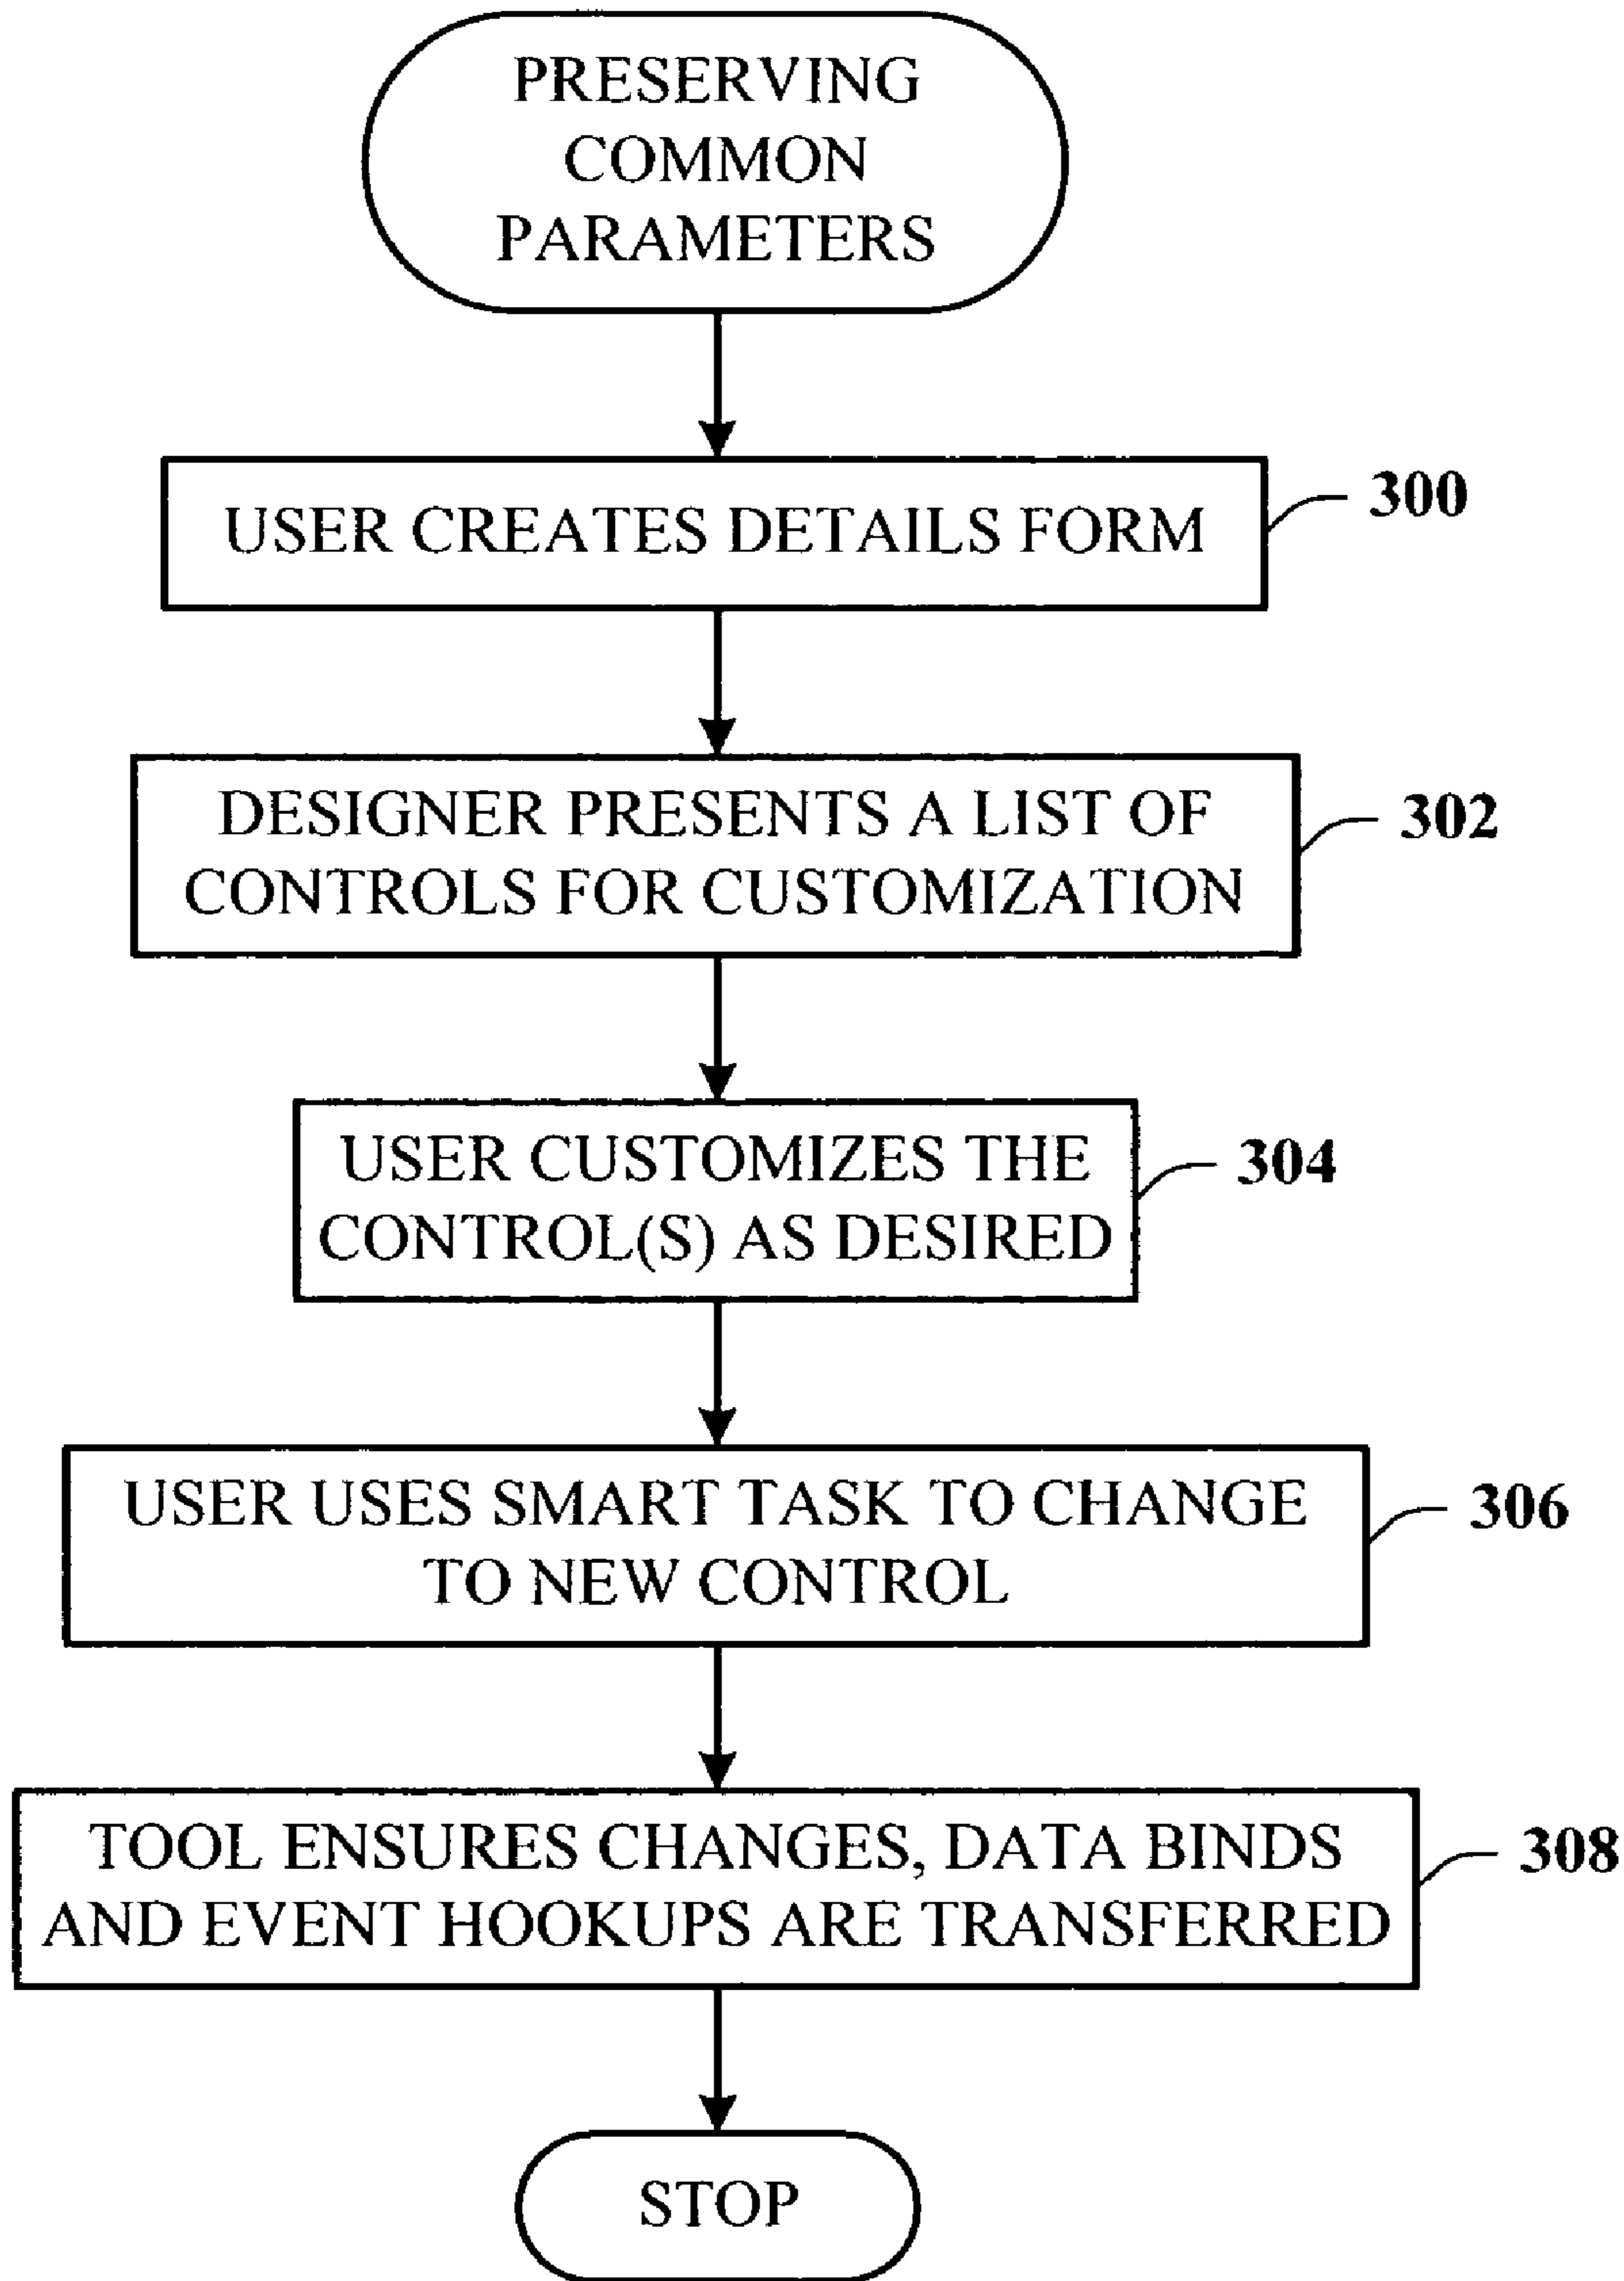 PRESERVING
COMMON
PARAMETERS
USER CREATES DETAILS FORM
300
DESIGNER PRESENTS A LIST OF
CONTROLS FOR CUSTOMIZATION
302
USER CUSTOMIZES THE
CONTROL(S) AS DESIRED
304
USER USES SMART TASK TO CHANGE
TO NEW CONTROL
306
TOOL ENSURES CHANGES, DATA BINDS
AND EVENT HOOKUPS ARE TRANSFERRED
308
STOP